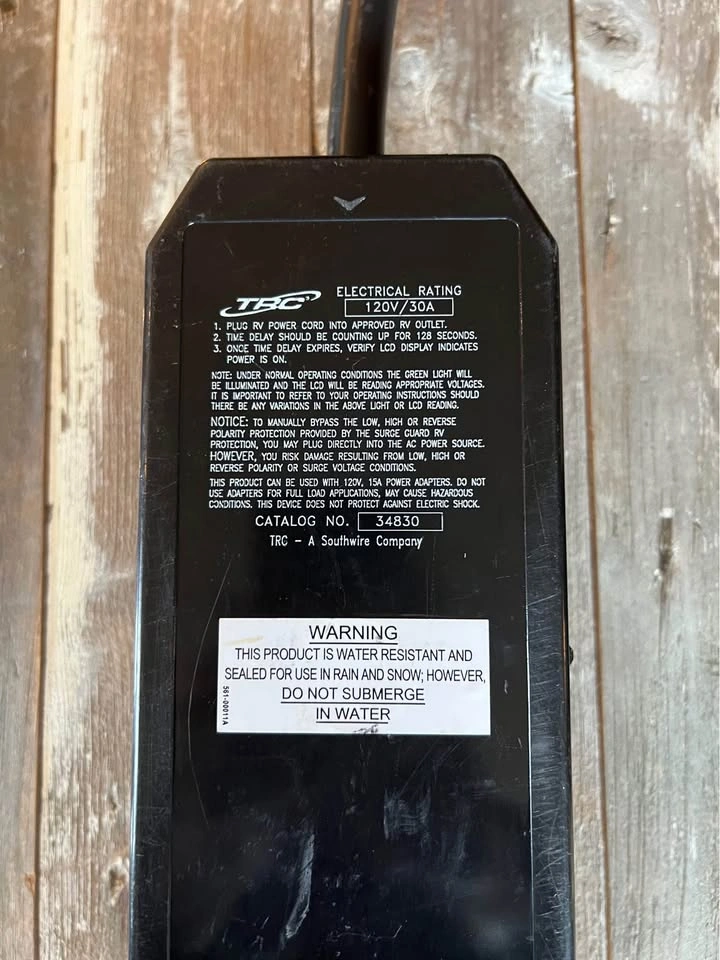 TRC
ELECTRICAL RATING
120V/30A
1. PLUG RV POWER CORD INTO APPROVED RV OUTLET.
2. TIME DELAY SHOULD BE COUNTING UP FOR 128 SECONDS.
3. ONCE TIME DELAY EXPIRES, VERIFY LCD DISPLAY INDICATES
POWER IS ON.
NOTE: UNDER NORMAL OPERATING CONDITIONS THE GREEN LIGHT WILL
BE ILLUMINATED AND THE LCD WILL BE READING APPROPRIATE VOLTAGES.
IT IS IMPORTANT TO REFER TO YOUR OPERATING INSTRUCTIONS SHOULD
THERE BE ANY VARIATIONS IN THE ABOVE LIGHT OR LCD READING.
NOTICE: TO MANUALLY BYPASS THE LOW, HIGH OR REVERSE
POLARITY PROTECTION PROVIDED BY THE SURGE GUARD RV
PROTECTION, YOU MAY PLUG DIRECTLY INTO THE AC POWER SOURCE.
HOWEVER, YOU RISK DAMAGE RESULTING FROM LOW, HIGH OR
REVERSE POLARITY OR SURGE VOLTAGE CONDITIONS.
THIS PRODUCT CAN BE USED WITH 120V, 15A POWER ADAPTERS. DO NOT
USE ADAPTERS FOR FULL LOAD APPLICATIONS, MAY CAUSE HAZARDOUS
CONDITIONS. THIS DEVICE DOES NOT PROTECT AGAINST ELECTRIC SHOCK.
CATALOG NO. 34830
TRC - A Southwire Company
WARNING
THIS PRODUCT IS WATER RESISTANT AND
SEALED FOR USE IN RAIN AND SNOW; HOWEVER,
DO NOT SUBMERGE
IN WATER
561-00011A